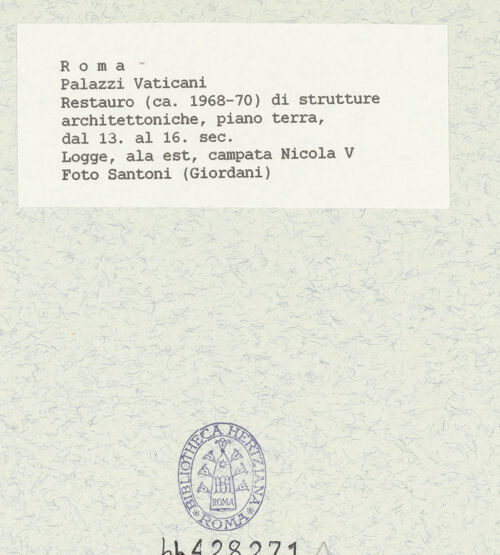 R o m a -
Palazzi Vaticani
Restauro (ca. 1968-70) di strutture
architettoniche, piano terra,
dal 13. al 16. sec.
Logge, ala est, campata Nicola V
Foto Santoni (Giordani)
BIBLIOTHECA HERTZIANA
BH
ROMA
* ROMA *
bh428271